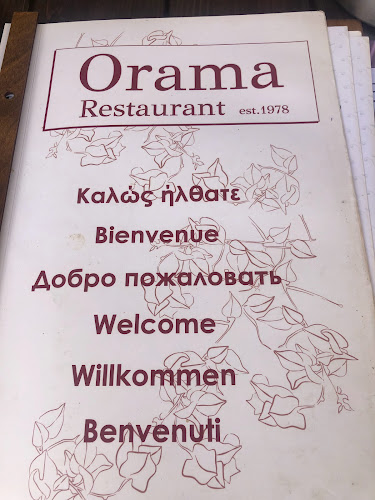 Orama
Restaurant est.1978
Καλώς ήλθατε
Bienvenue
Добро пожаловать
Welcome
Willkommen
Benvenuti